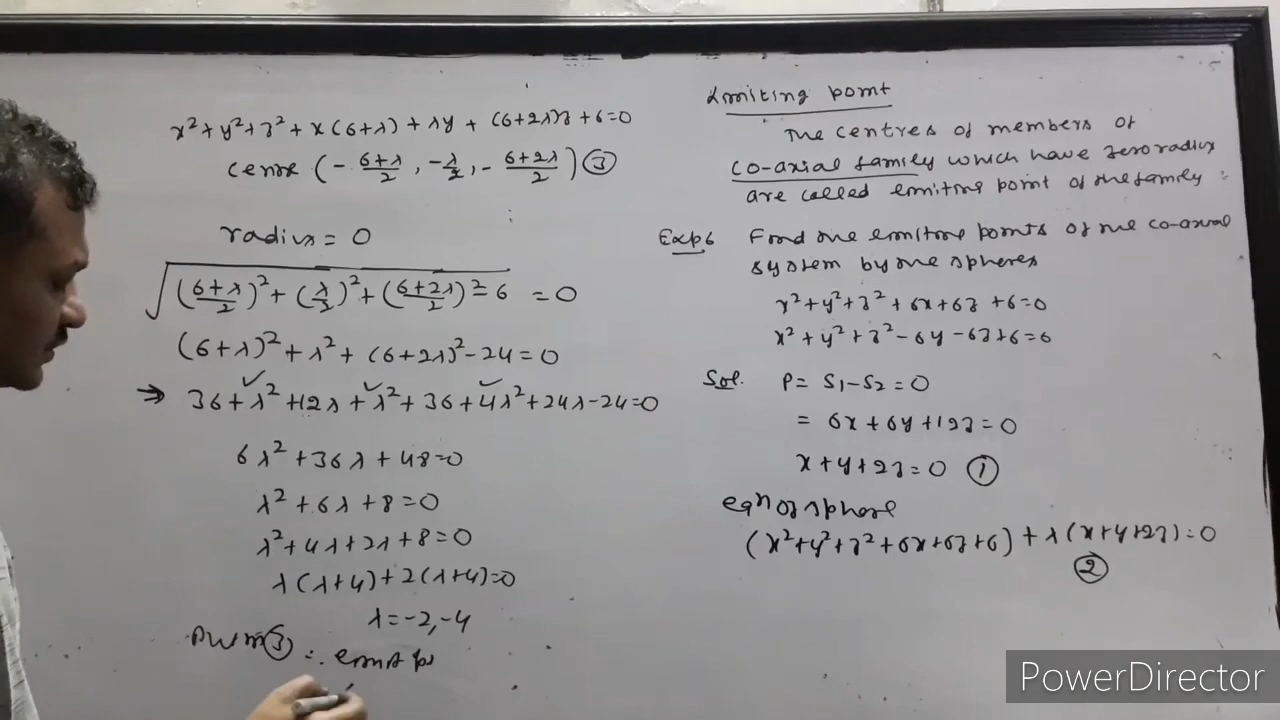 x² + y² + z² + x(6+λ) + λy + (6+2λ)z + 6 = 0
centre (- 6+λ/2 , -λ/2 , - 6+2λ/2) ③
radius = 0
√((6+λ/2)² + (λ/2)² + (6+2λ/2)² - 6) = 0
(6+λ)² + λ² + (6+2λ)² - 24 = 0
⇒ 36 + λ² + 12λ + λ² + 36 + 4λ² + 24λ - 24 = 0
6λ² + 36λ + 48 = 0
λ² + 6λ + 8 = 0
λ² + 4λ + 2λ + 8 = 0
λ(λ+4) + 2(λ+4) = 0
λ = -2, -4
Put in ③ ∴
Limiting point
The centres of members of
co-axial family which have zero radius
are called limiting point of the family :
Exp 6 Find the limiting points of the co-axial
system by the spheres
x² + y² + z² + 6x + 6z + 6 = 0
x² + y² + z² - 6y - 6z + 6 = 0
Sol. P = S₁ - S₂ = 0
= 6x + 6y + 12z = 0
x + y + 2z = 0 ①
eqn of sphere
(x² + y² + z² + 6x + 6z + 6) + λ(x + y + 2z) = 0
②
PowerDirector